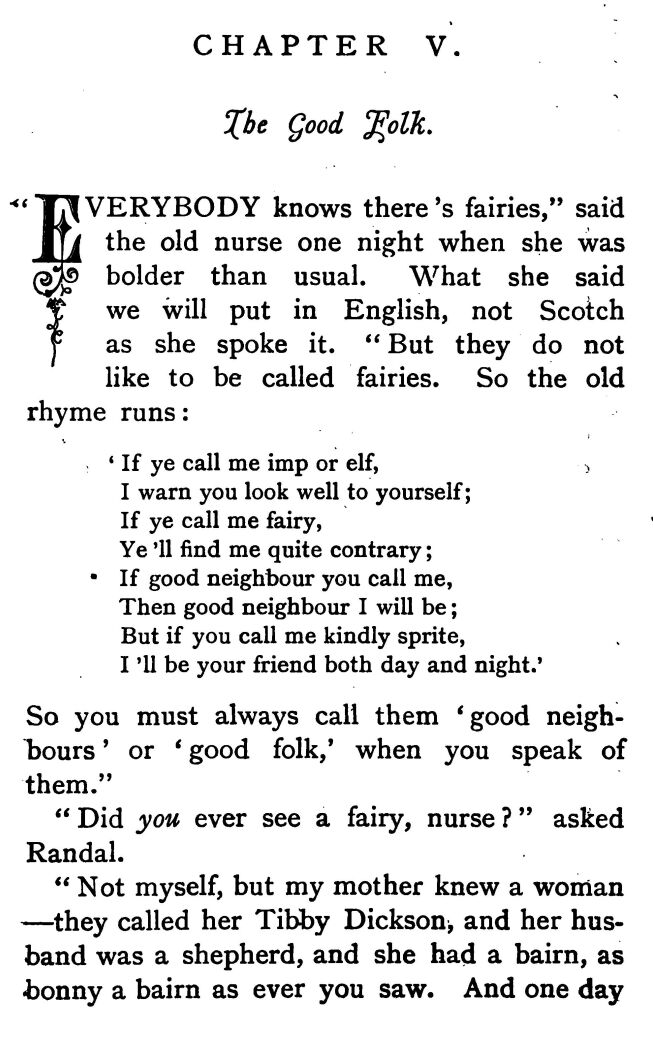 CHAPTER V.
The Good Folk.
“EVERYBODY knows there 's fairies,” said
the old nurse one night when she was
bolder than usual. What she said
we will put in English, not Scotch
as she spoke it. “But they do not
like to be called fairies. So the old
rhyme runs:
‘If ye call me imp or elf,
I warn you look well to yourself;
If ye call me fairy,
Ye 'll find me quite contrary;
If good neighbour you call me,
Then good neighbour I will be;
But if you call me kindly sprite,
I 'll be your friend both day and night.’
So you must always call them ‘good neigh-
bours’ or ‘good folk,’ when you speak of
them.”
“Did you ever see a fairy, nurse?” asked
Randal.
“Not myself, but my mother knew a woman
—they called her Tibby Dickson, and her hus-
band was a shepherd, and she had a bairn, as
bonny a bairn as ever you saw. And one day